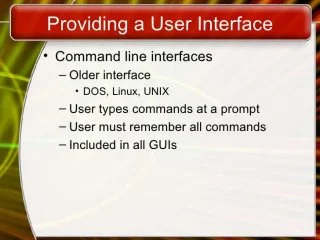 Providing a User Interface
• Command line interfaces
– Older interface
• DOS, Linux, UNIX
– User types commands at a prompt
– User must remember all commands
– Included in all GUIs